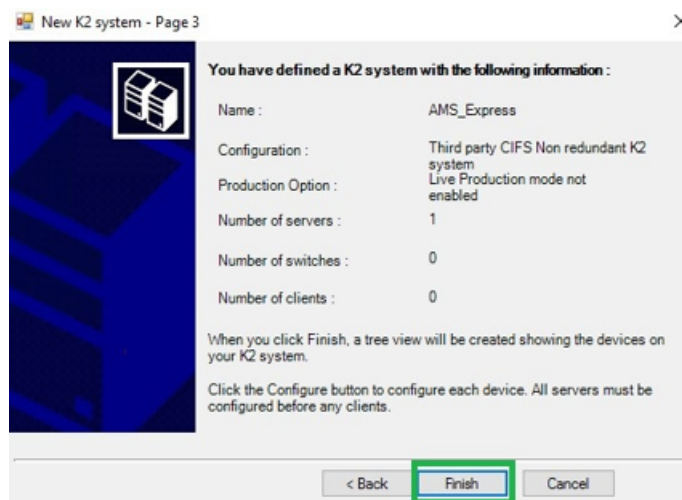 New K2 system - Page 3
You have defined a K2 system with the following information :
Name : AMS_Express
Configuration : Third party CIFS Non redundant K2
system
Production Option : Live Production mode not
enabled
Number of servers : 1
Number of switches : 0
Number of clients : 0
When you click Finish, a tree view will be created showing the devices on
your K2 system.
Click the Configure button to configure each device. All servers must be
configured before any clients.
< Back Finish Cancel